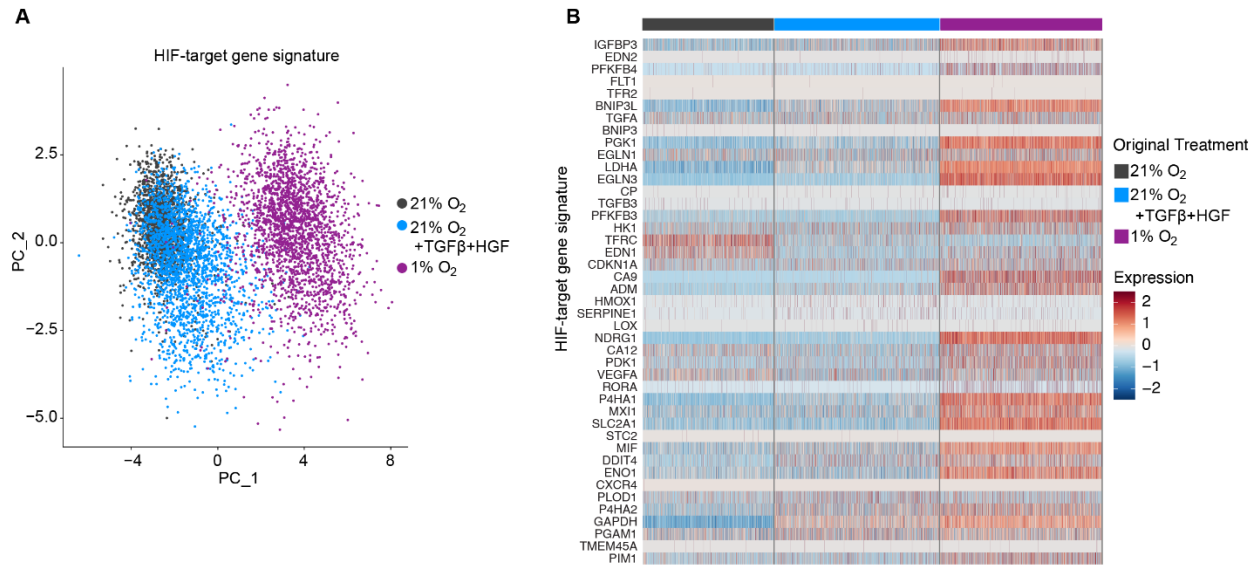 A
HIF-target gene signature
PC_2
2.5
0.0
−2.5
−5.0
−4
0
4
8
PC_1
21% O2
21% O2
+TGFβ+HGF
1% O2
B
HIF-target gene signature
IGFBP3
EDN2
PFKFB4
FLT1
TFR2
BNIP3L
TGFA
BNIP3
PGK1
EGLN1
LDHA
EGLN3
CP
TGFB3
PFKFB3
HK1
TFRC
EDN1
CDKN1A
CA9
ADM
HMOX1
SERPINE1
LOX
NDRG1
CA12
PDK1
VEGFA
RORA
P4HA1
MXI1
SLC2A1
STC2
MIF
DDIT4
ENO1
CXCR4
PLOD1
P4HA2
GAPDH
PGAM1
TMEM45A
PIM1
Original Treatment
21% O2
21% O2
+TGFβ+HGF
1% O2
Expression
2
1
0
−1
−2